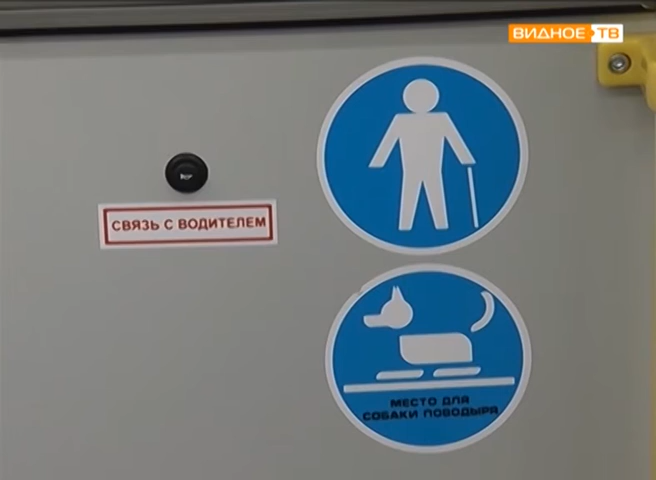 ВИДНОЕ ТВ
СВЯЗЬ С ВОДИТЕЛЕМ
МЕСТО ДЛЯ
СОБАКИ ПОВОДЫРЯ